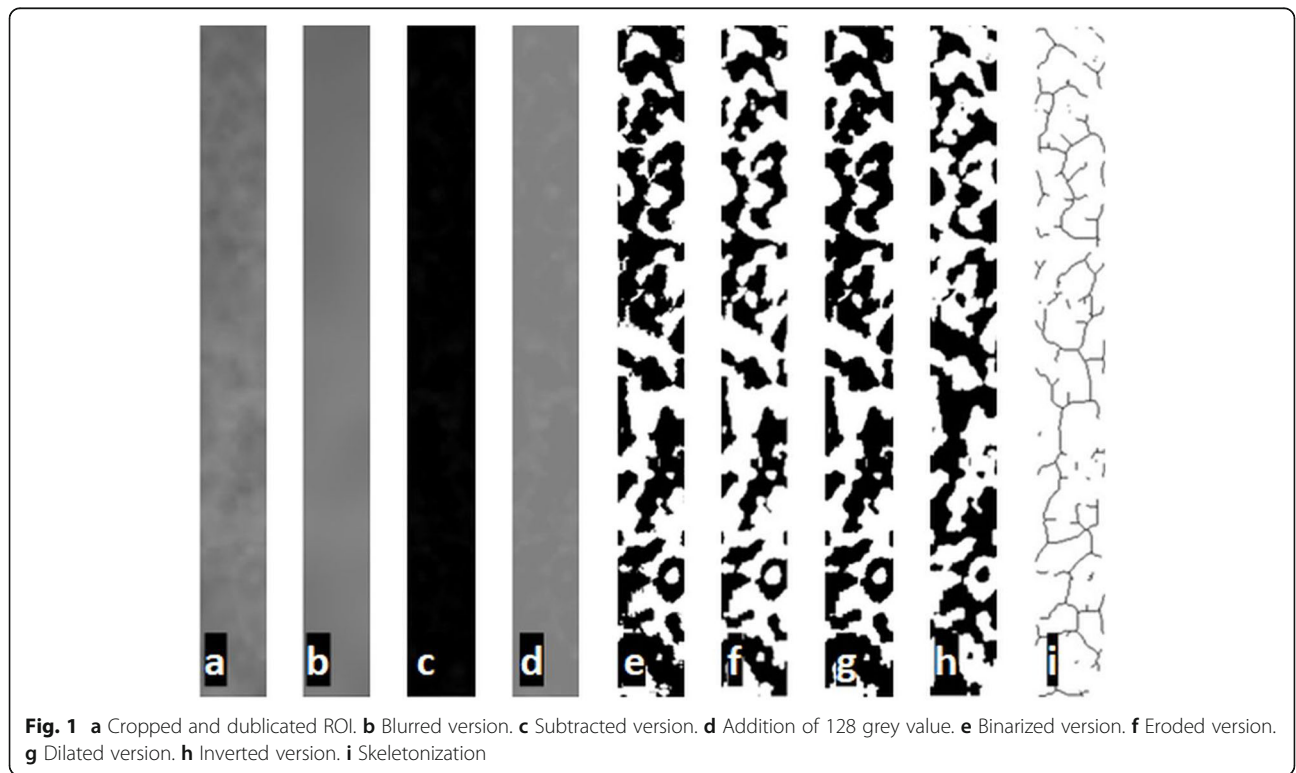 a b c d e f g h i
Fig. 1 a Cropped and dublicated ROI. b Blurred version. c Subtracted version. d Addition of 128 grey value. e Binarized version. f Eroded version.
g Dilated version. h Inverted version. i Skeletonization